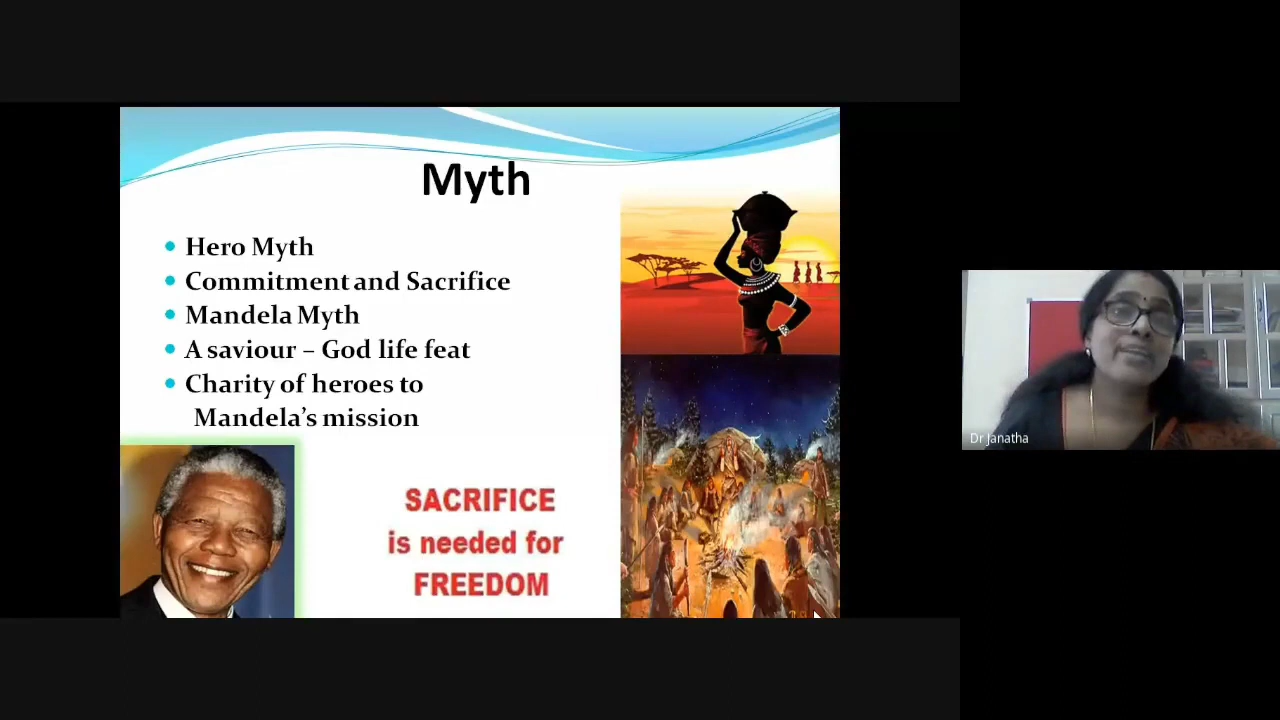 Myth
Hero Myth
Commitment and Sacrifice
Mandela Myth
A saviour – God life feat
Charity of heroes to
Mandela's mission
SACRIFICE
is needed for
FREEDOM
Dr Janatha